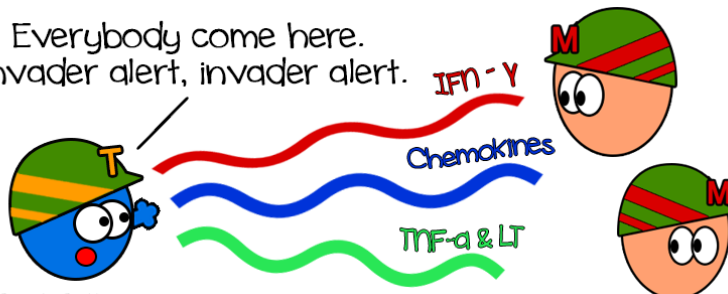 Everybody come here.
nvader alert, invader alert.
IFN - γ
M
Chemokines
T
M
TNF-α & LT